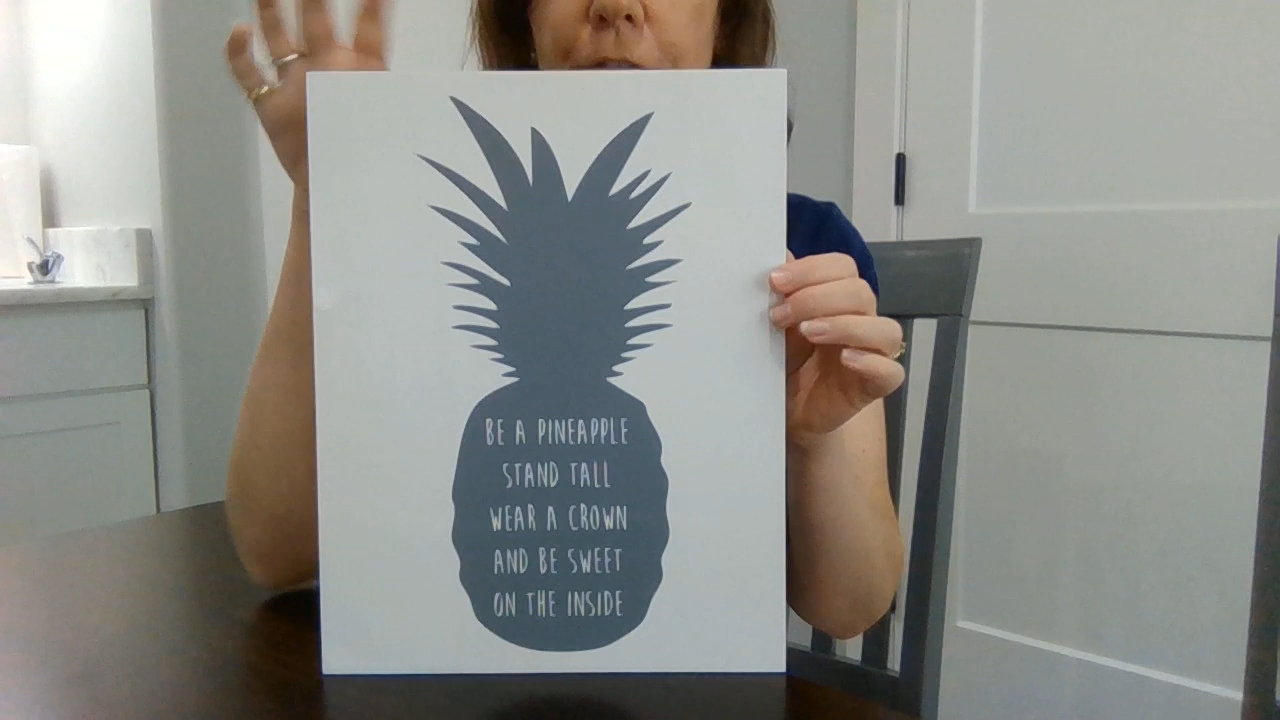 BE A PINEAPPLE
STAND TALL
WEAR A CROWN
AND BE SWEET
ON THE INSIDE